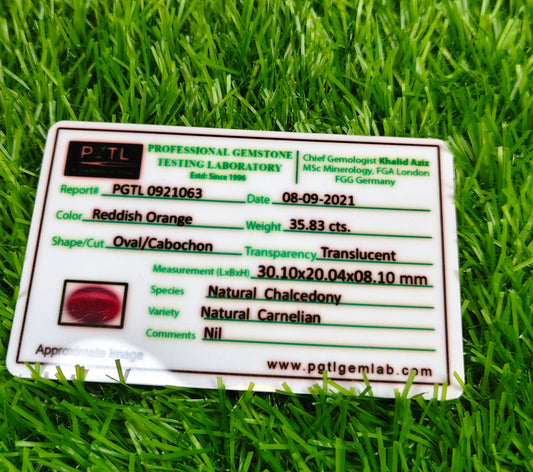 PGTL
PROFESSIONAL GEMSTONE
TESTING LABORATORY
Estd: Since 1996
Chief Gemologist Khalid Aziz
MSc Minerology, FGA London
FGG Germany
Report# PGTL 0921063 Date 08-09-2021
Color Reddish Orange Weight 35.83 cts.
Shape/Cut Oval/Cabochon Transparency Translucent
Measurement (LxBxH) 30.10x20.04x08.10 mm
Species Natural Chalcedony
Variety Natural Carnelian
Comments Nil
Approximate Image
www.pgtlgemlab.com